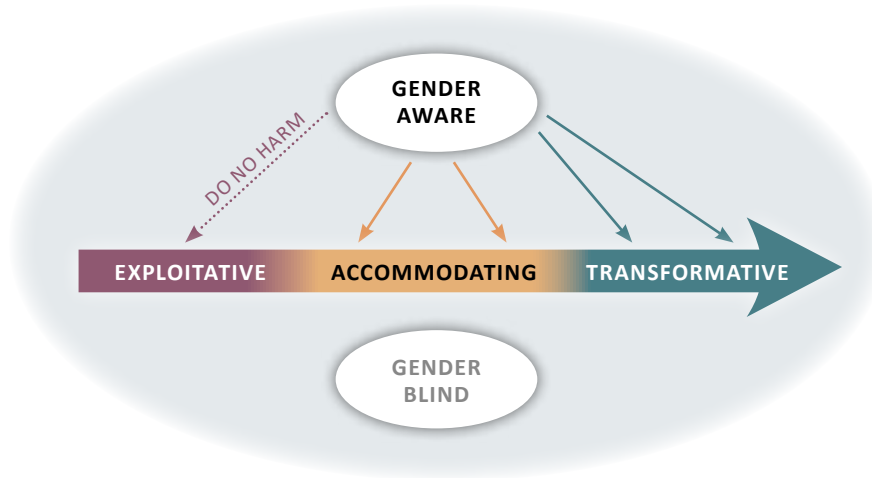 GENDER
AWARE
DO NO HARM
EXPLOITATIVE
ACCOMMODATING
TRANSFORMATIVE
GENDER
BLIND